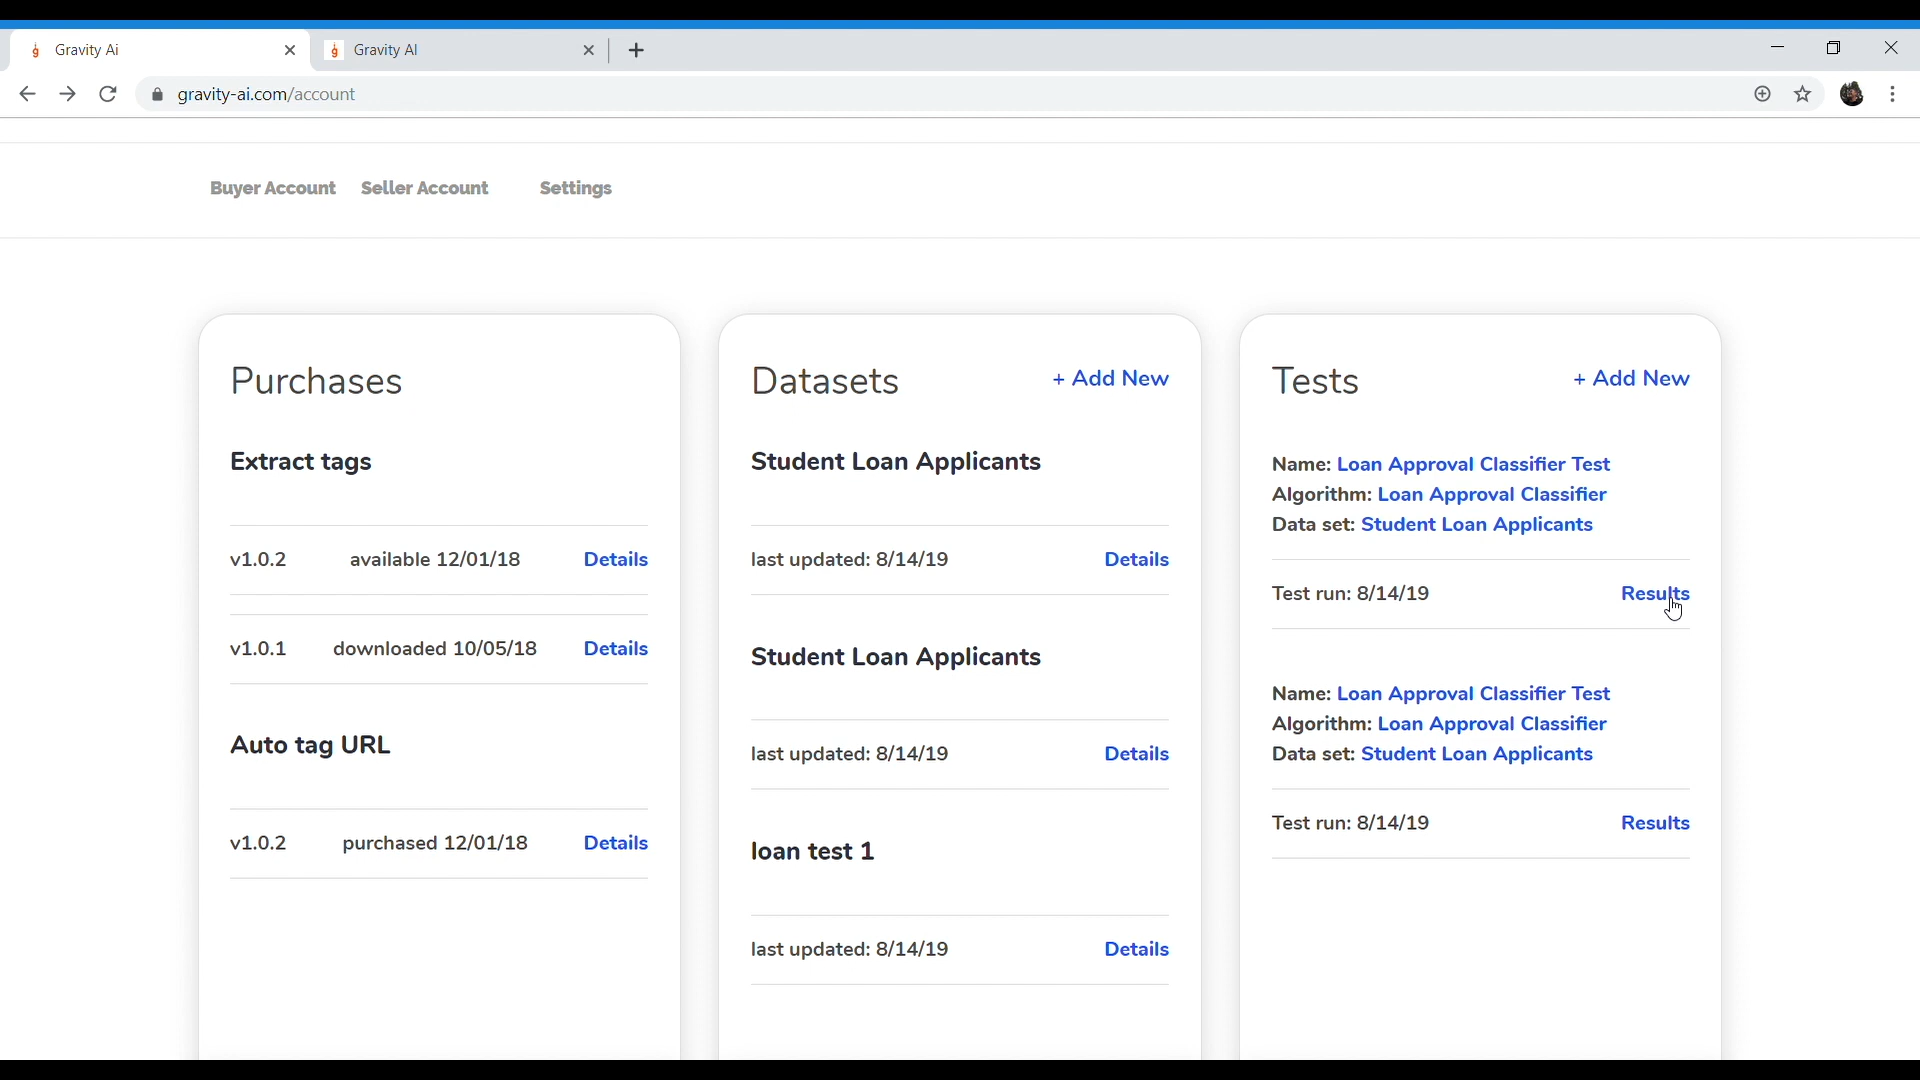 Gravity Ai
Gravity AI
gravity-ai.com/account
Buyer Account Seller Account Settings
Purchases
Extract tags
v1.0.2 available 12/01/18 Details
v1.0.1 downloaded 10/05/18 Details
Auto tag URL
v1.0.2 purchased 12/01/18 Details
Datasets + Add New
Student Loan Applicants
last updated: 8/14/19 Details
Student Loan Applicants
last updated: 8/14/19 Details
loan test 1
last updated: 8/14/19 Details
Tests + Add New
Name: Loan Approval Classifier Test
Algorithm: Loan Approval Classifier
Data set: Student Loan Applicants
Test run: 8/14/19 Results
Name: Loan Approval Classifier Test
Algorithm: Loan Approval Classifier
Data set: Student Loan Applicants
Test run: 8/14/19 Results